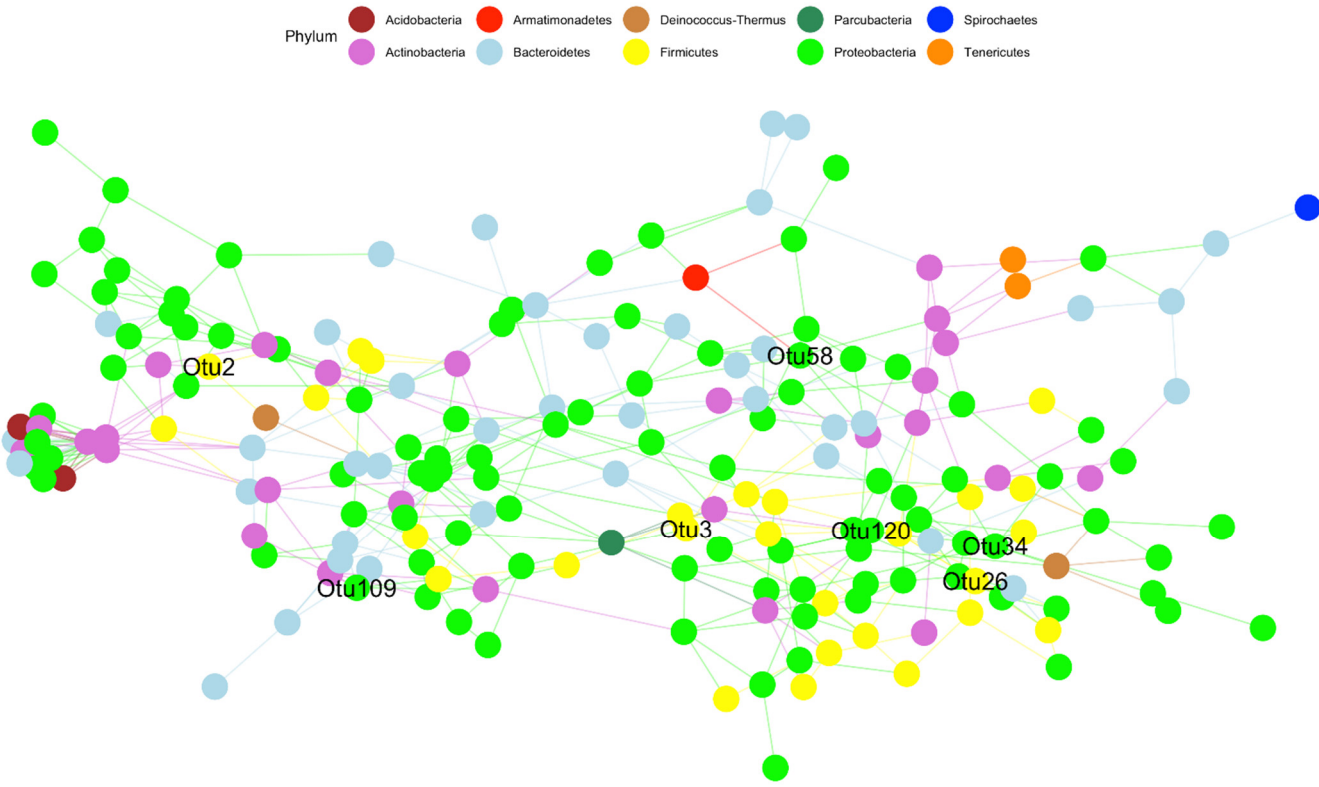 Phylum
Acidobacteria Armatimonadetes Deinococcus-Thermus Parcubacteria Spirochaetes
Actinobacteria Bacteroidetes Firmicutes Proteobacteria Tenericutes
Otu58
Otu2
Otu3
Otu120
Otu34
Otu26
Otu109